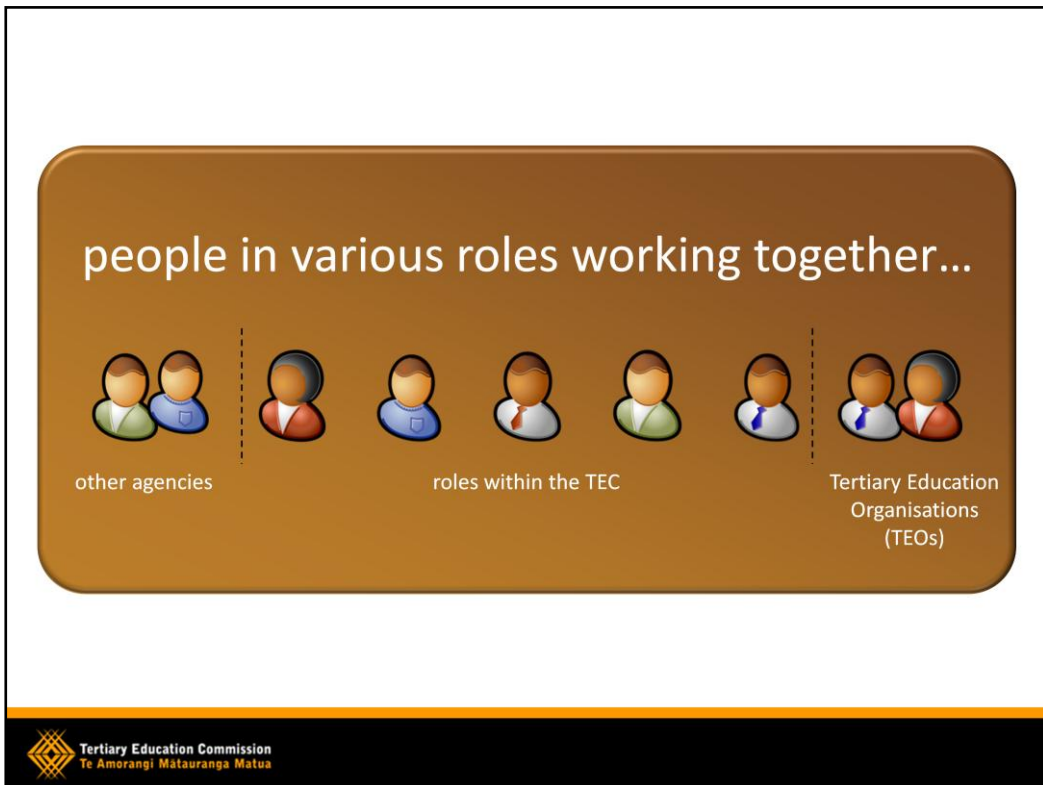 people in various roles working together…
other agencies
roles within the TEC
Tertiary Education
Organisations
(TEOs)
Tertiary Education Commission
Te Amorangi Mātauranga Matua